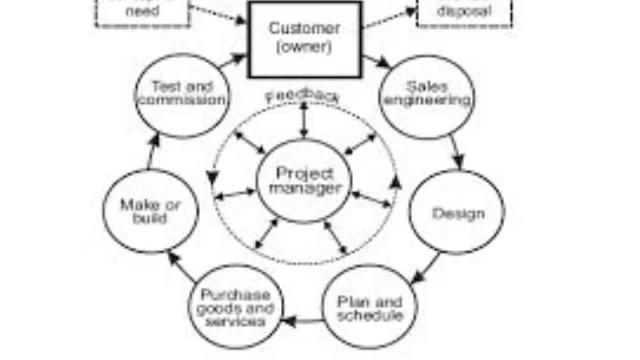 need
disposal
Customer
(owner)
Test and
commission
Feedback
Sales
engineering
Project
manager
Make or
build
Design
Purchase
goods and
services
Plan and
schedule